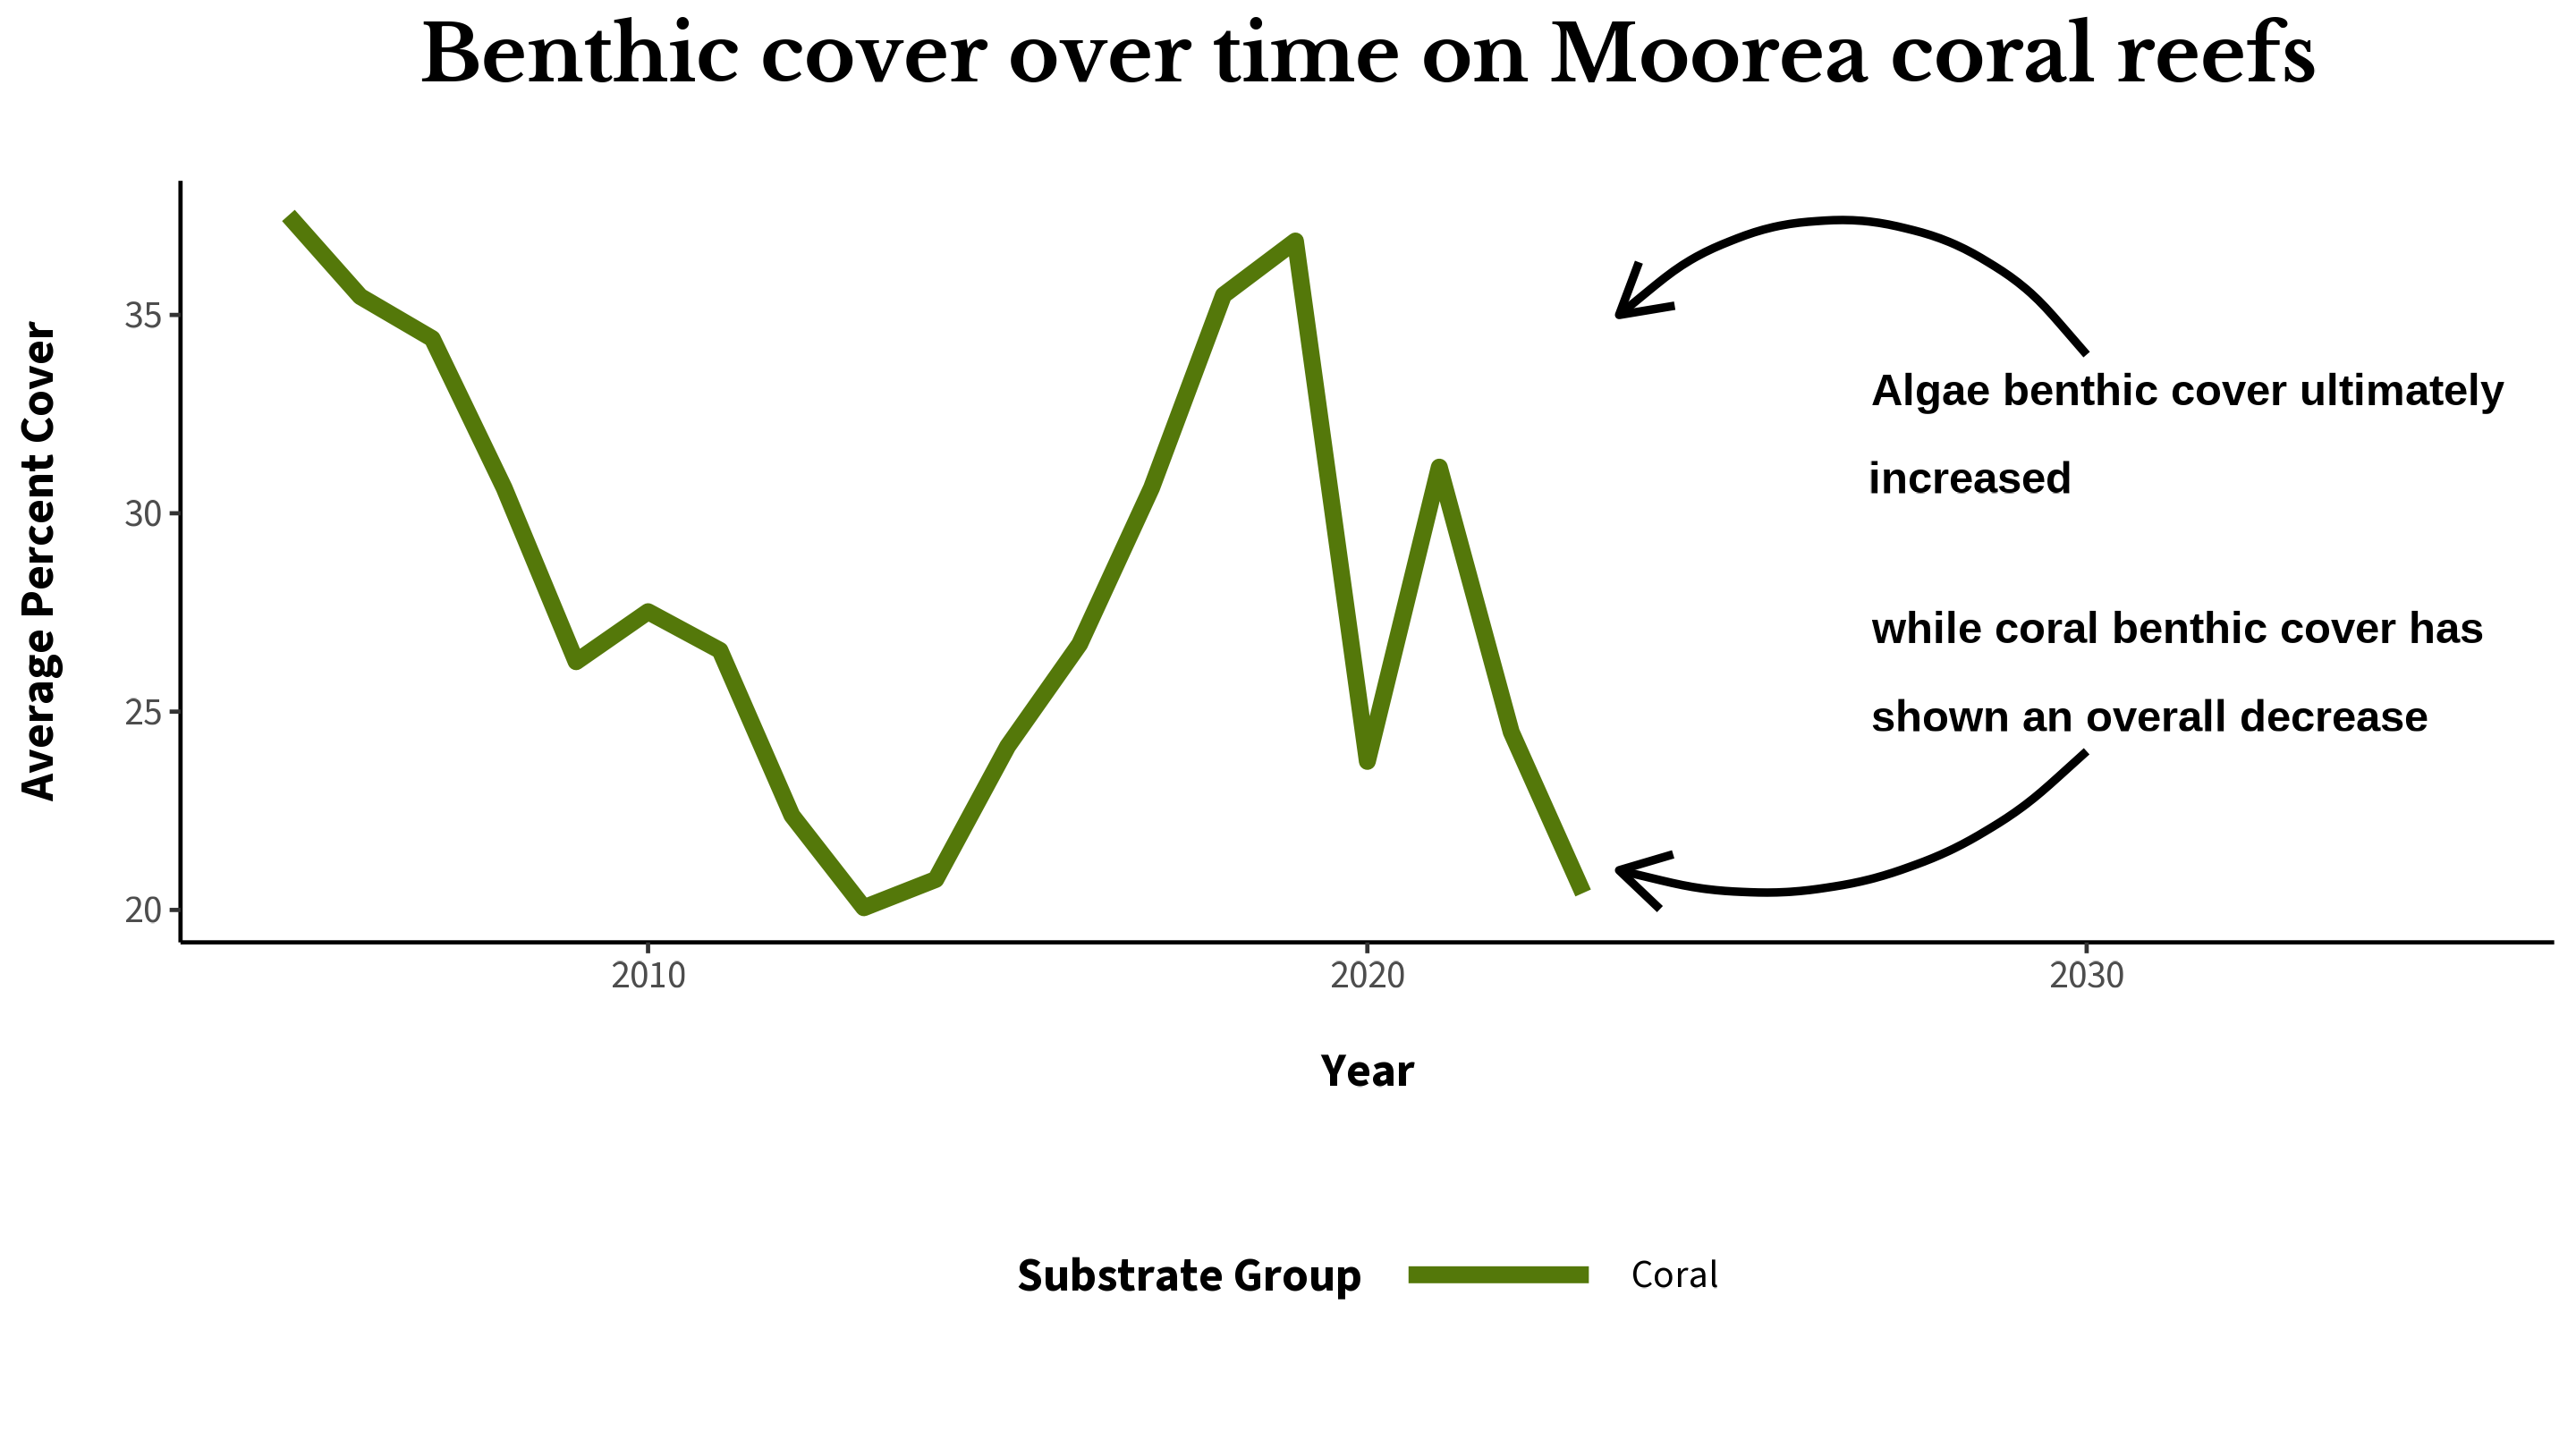 Benthic cover over time on Moorea coral reefs
Average Percent Cover
35
30
25
20
Algae benthic cover ultimately
increased
while coral benthic cover has
shown an overall decrease
2010
2020
2030
Year
Substrate Group
Coral